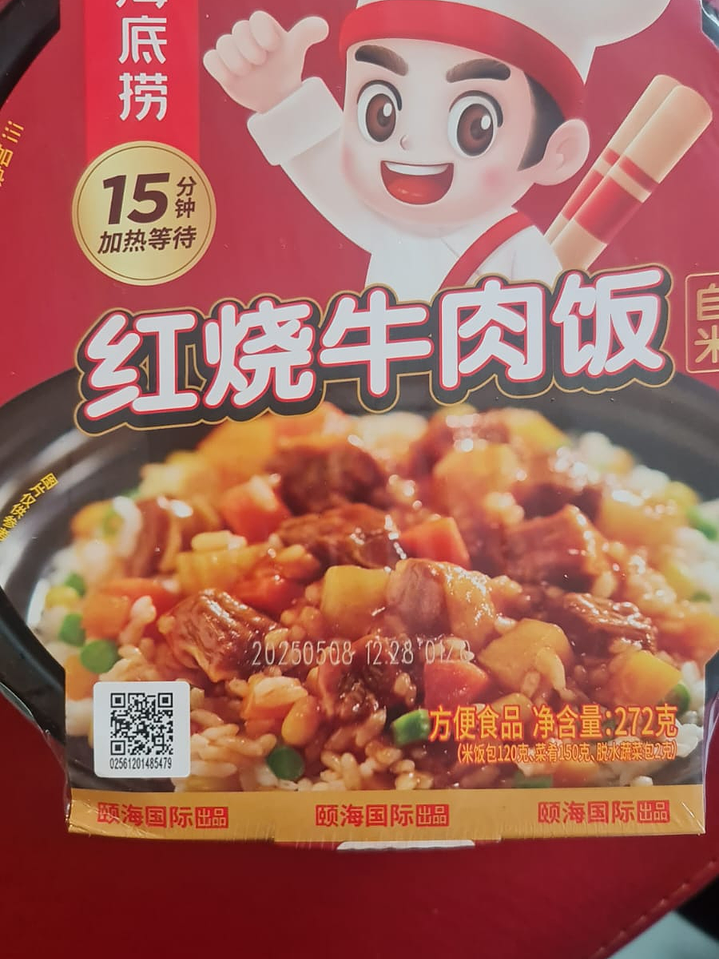 海底捞
15分钟
加热等待
红烧牛肉饭
自
米
20250508 12:28
方便食品 净含量:272克
(米饭包120克、菜肴150克、脱水蔬菜包2克)
02561201485479
颐海国际出品 颐海国际出品 颐海国际出品